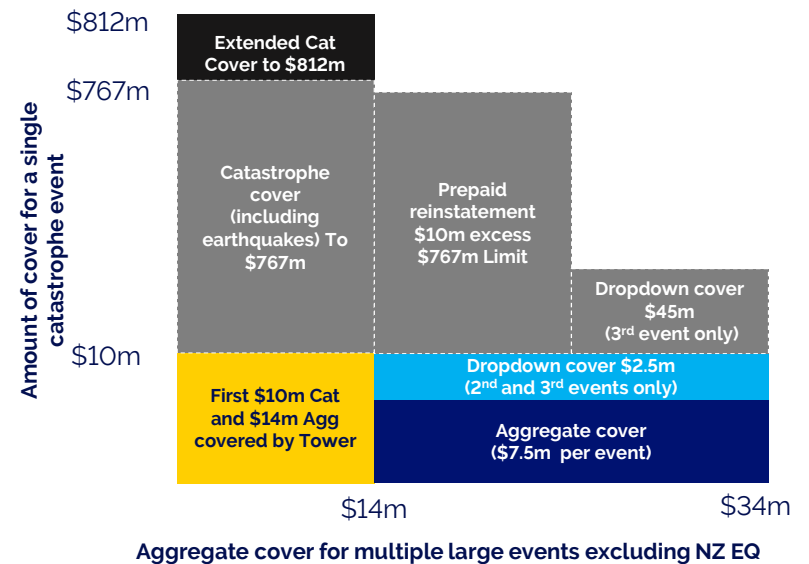 $812m
Extended Cat
Cover to $812m
$767m
Amount of cover for a single
catastrophe event
Catastrophe
cover
(including
earthquakes) To
$767m
Prepaid
reinstatement
$10m excess
$767m Limit
Dropdown cover
$45m
(3rd event only)
$10m
First $10m Cat
and $14m Agg
covered by Tower
Dropdown cover $2.5m
(2nd and 3rd events only)
Aggregate cover
($7.5m per event)
$14m
$34m
Aggregate cover for multiple large events excluding NZ EQ